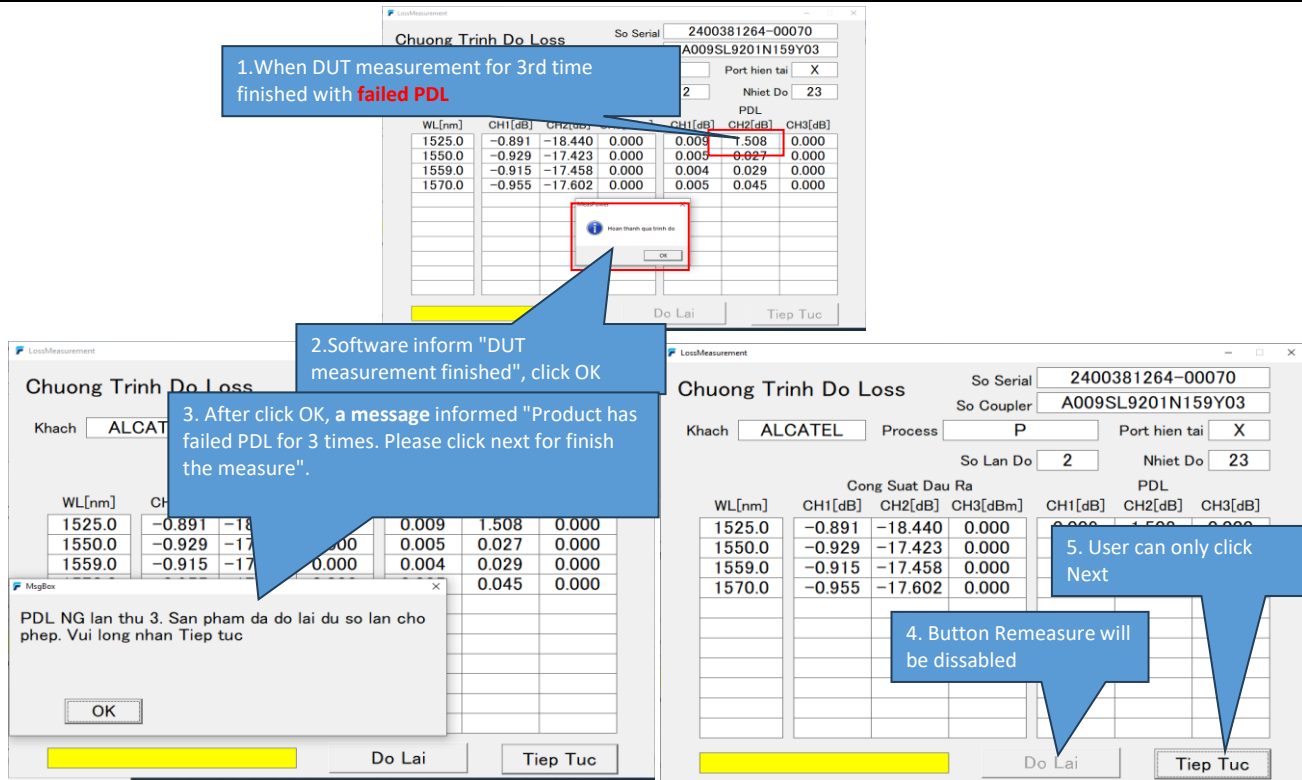 LossMeasurement
Chuong Trinh Do Loss
So Serial 2400381264-00070
A009SL9201N159Y03
Port hien tai X
2 Nhiet Do 23
PDL
WL[nm] CH1[dB] CH2[dB] CH1[dB] CH2[dB] CH3[dB]
1525.0 -0.891 -18.440 0.000 0.009 1.508 0.000
1550.0 -0.929 -17.423 0.000 0.005 0.027 0.000
1559.0 -0.915 -17.458 0.000 0.004 0.029 0.000
1570.0 -0.955 -17.602 0.000 0.005 0.045 0.000
1.When DUT measurement for 3rd time
finished with failed PDL
MeasPower
Hoan thanh qua trinh do
OK
Do Lai Tiep Tuc
2.Software inform "DUT
measurement finished", click OK
LossMeasurement
Chuong Trinh Do Loss
Khach ALCAT
3. After click OK, a message informed "Product has
failed PDL for 3 times. Please click next for finish
the measure".
WL[nm] CH
1525.0 -0.891 -18 0.009 1.508 0.000
1550.0 -0.929 -17 000 0.005 0.027 0.000
1559.0 -0.915 -17 0.000 0.004 0.029 0.000
0.045 0.000
MsgBox
PDL NG lan thu 3. San pham da do lai du so lan cho
phep. Vui long nhan Tiep tuc
OK
Do Lai Tiep Tuc
LossMeasurement
Chuong Trinh Do Loss
So Serial 2400381264-00070
So Coupler A009SL9201N159Y03
Khach ALCATEL Process P Port hien tai X
So Lan Do 2 Nhiet Do 23
Cong Suat Dau Ra PDL
WL[nm] CH1[dB] CH2[dB] CH3[dBm] CH1[dB] CH2[dB] CH3[dB]
1525.0 -0.891 -18.440 0.000
1550.0 -0.929 -17.423 0.000
1559.0 -0.915 -17.458 0.000
1570.0 -0.955 -17.602 0.000
5. User can only click
Next
4. Button Remeasure will
be dissabled
Do Lai Tiep Tuc